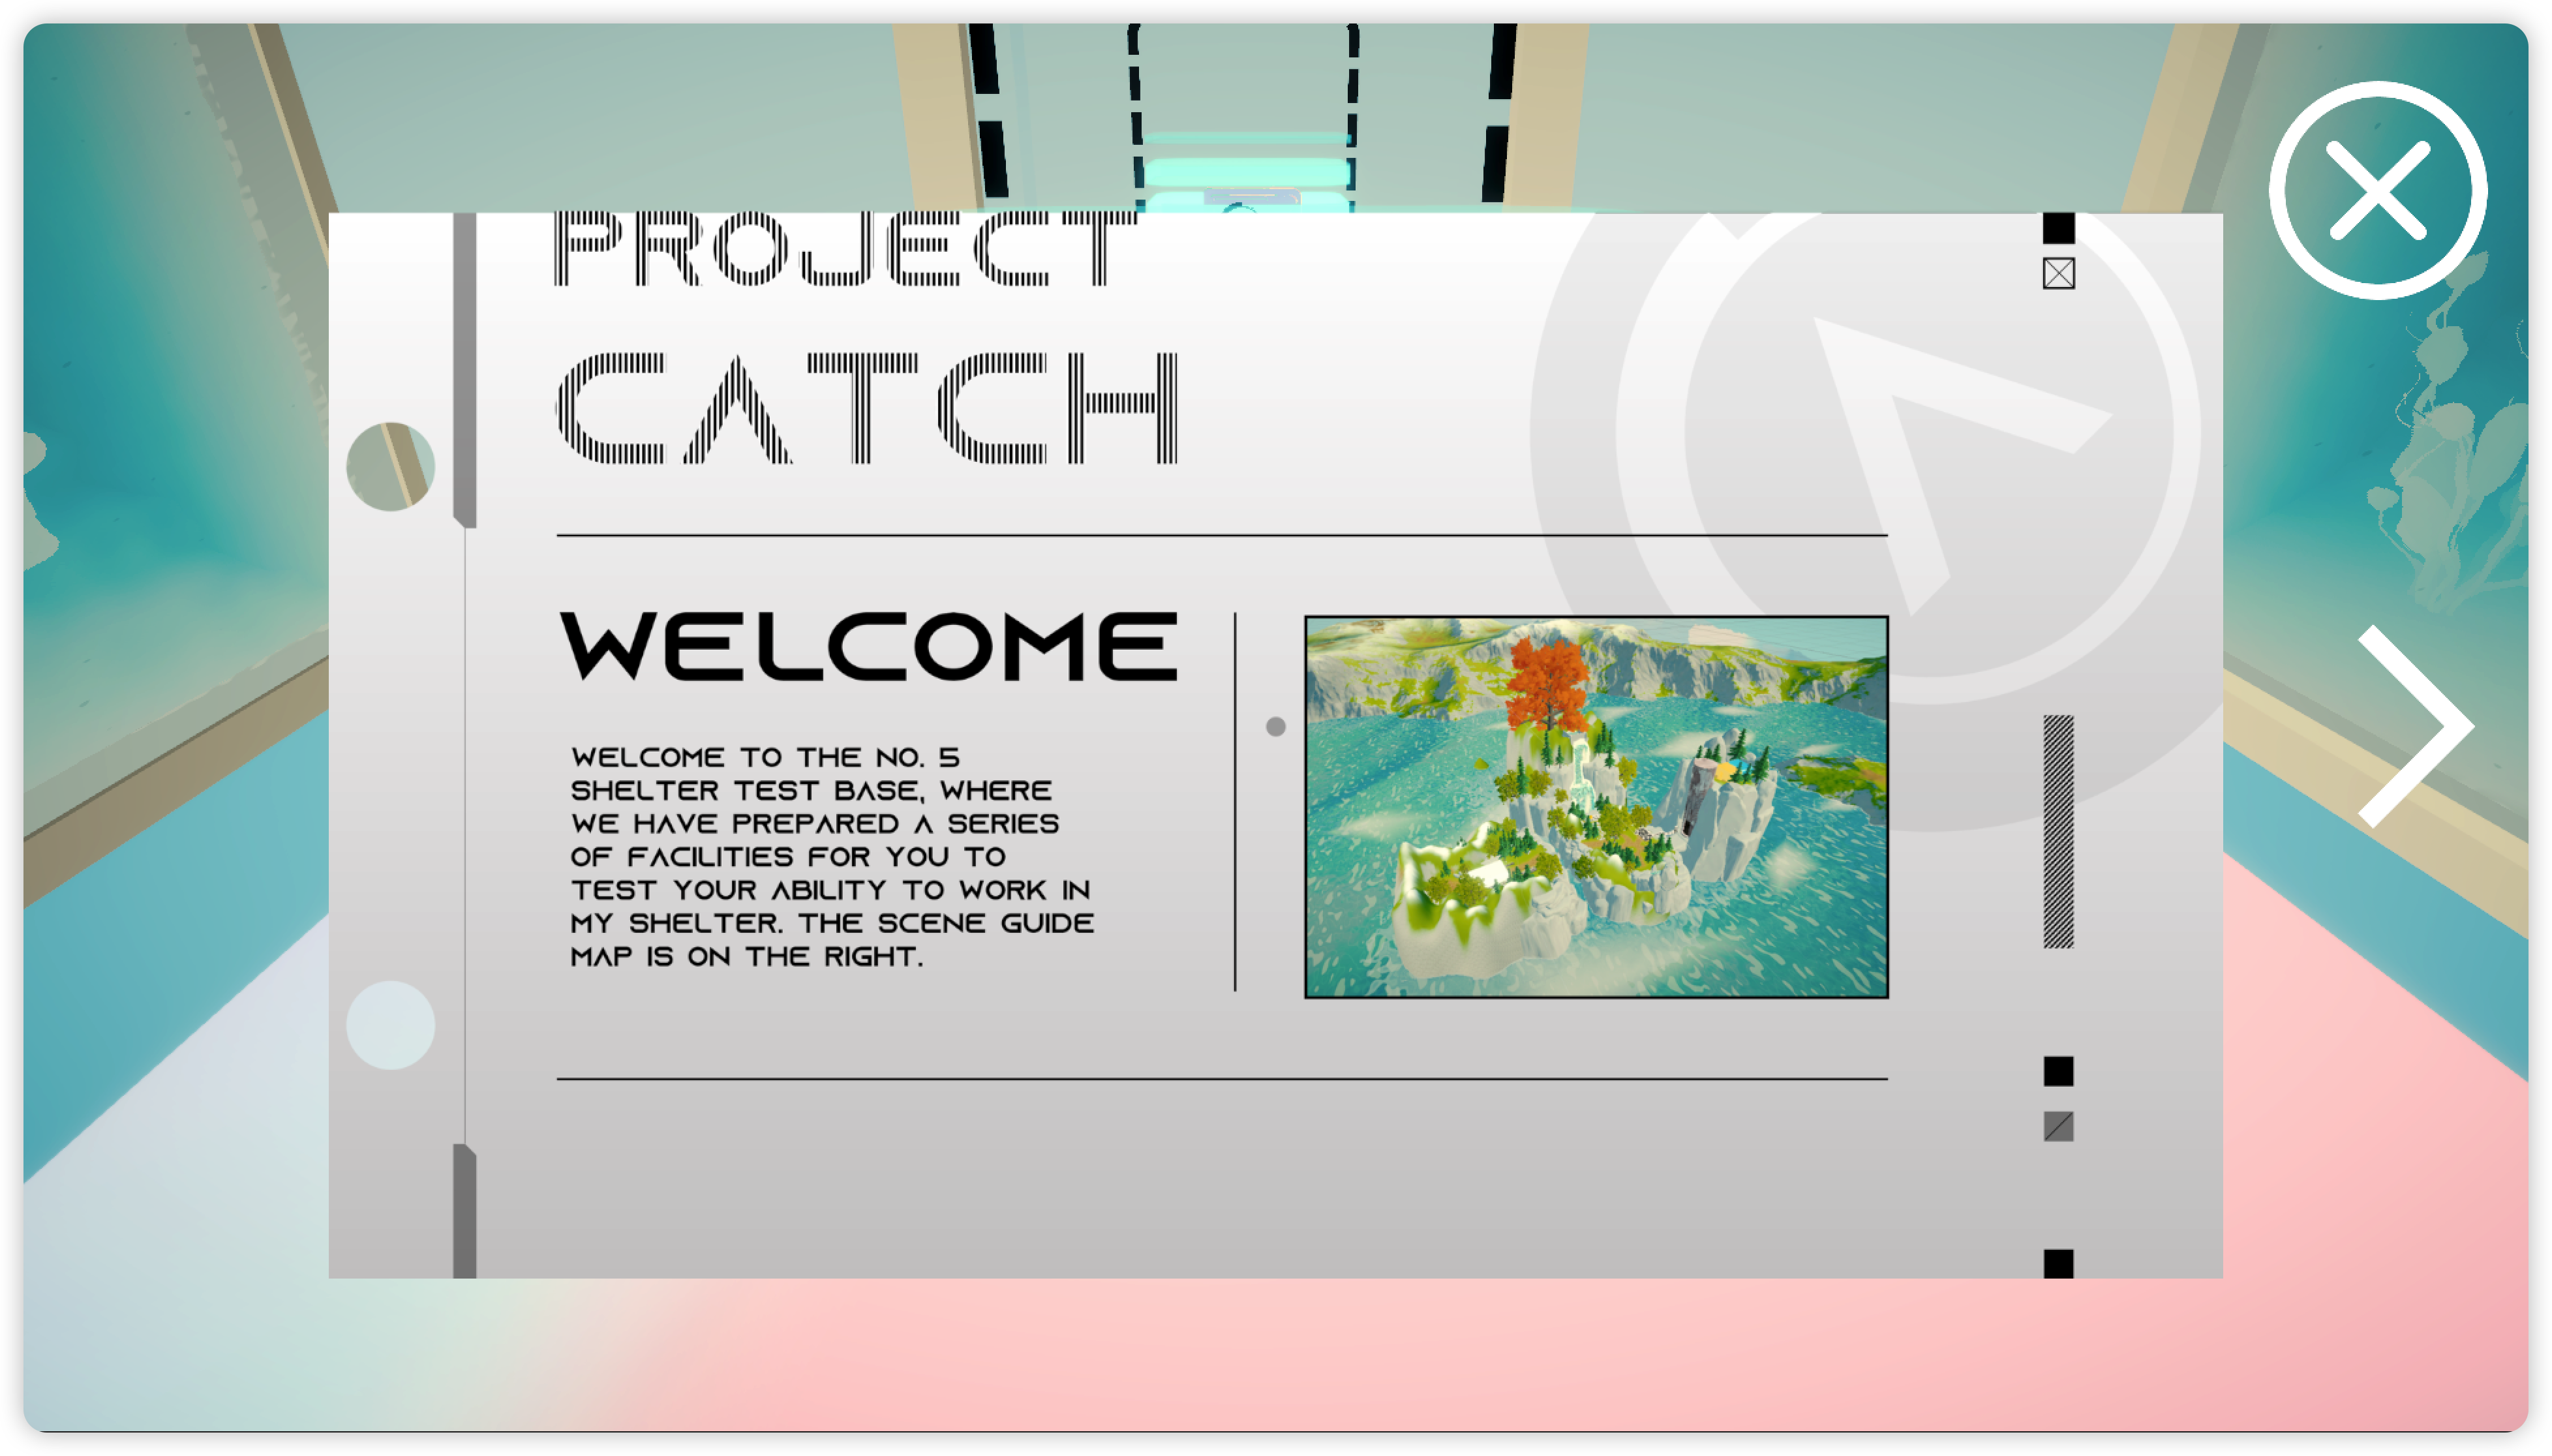 PROJECT
CATCH
WELCOME
WELCOME TO THE NO. 5
SHELTER TEST BASE, WHERE
WE HAVE PREPARED A SERIES
OF FACILITIES FOR YOU TO
TEST YOUR ABILITY TO WORK IN
MY SHELTER. THE SCENE GUIDE
MAP IS ON THE RIGHT.